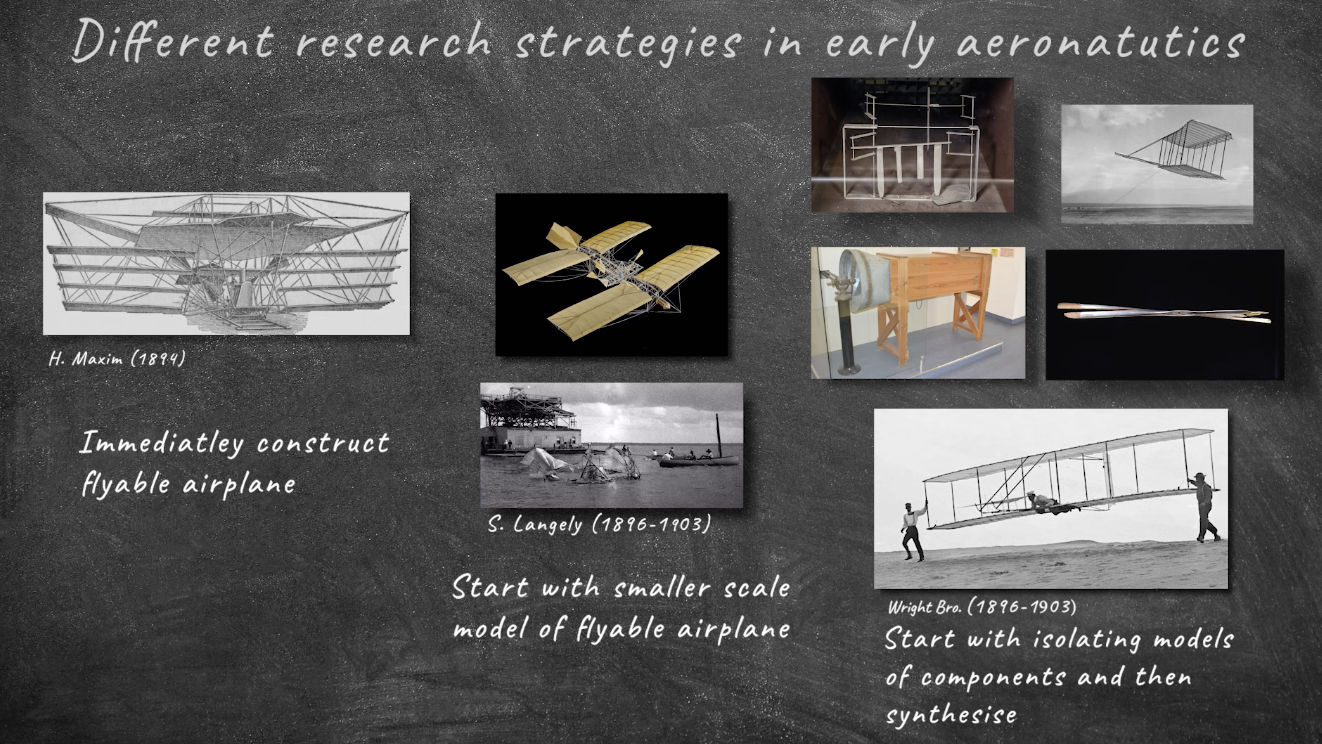 Different research strategies in early aeronatutics
H. Maxim (1894)
Immediatley construct
flyable airplane
S. Langely (1896-1903)
Start with smaller scale
model of flyable airplane
Wright Bro. (1896-1903)
Start with isolating models
of components and then
synthesise